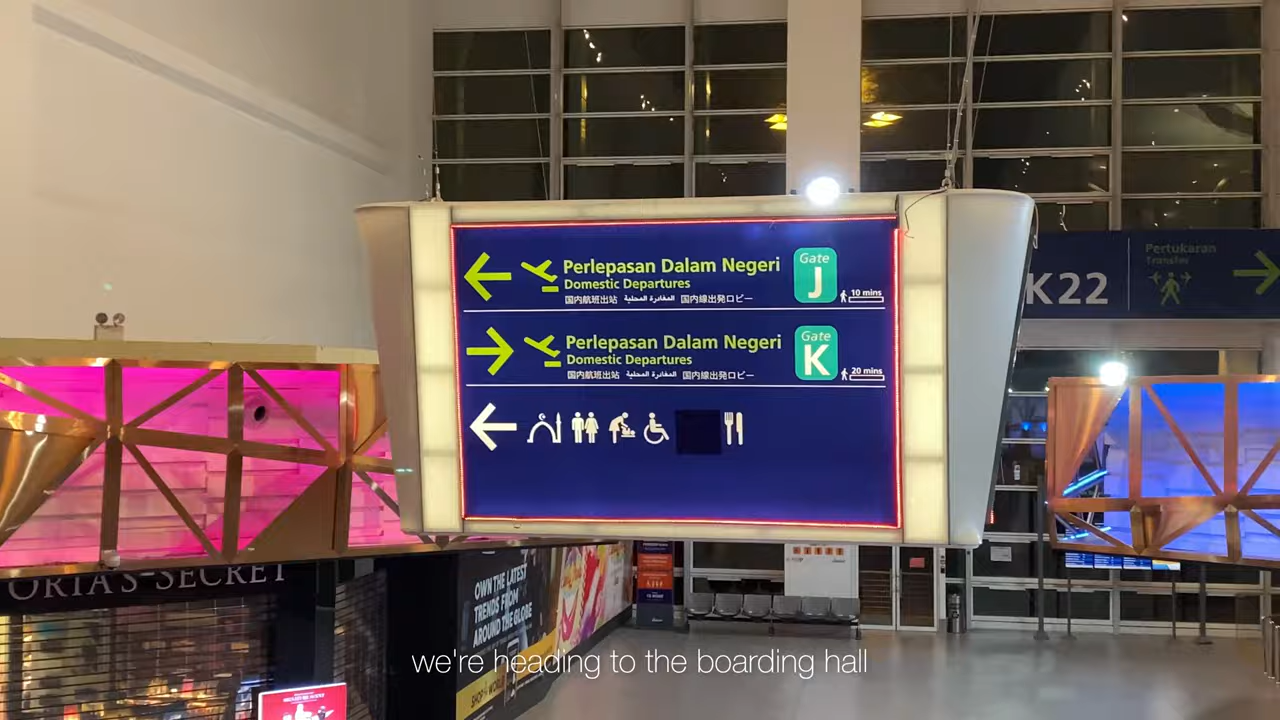 Perlepasan Dalam Negeri
Domestic Departures
国内航班出站 المغادرة المحلية 国内線出発ロビー
Gate
J
10 mins
Perlepasan Dalam Negeri
Domestic Departures
国内航班出站 المغادرة المحلية 国内線出発ロビー
Gate
K
20 mins
K22
Pertukaran
Transfer
ORIA'S SECRET
OWN THE LATEST
TRENDS FROM
AROUND THE GLOBE
we're heading to the boarding hall